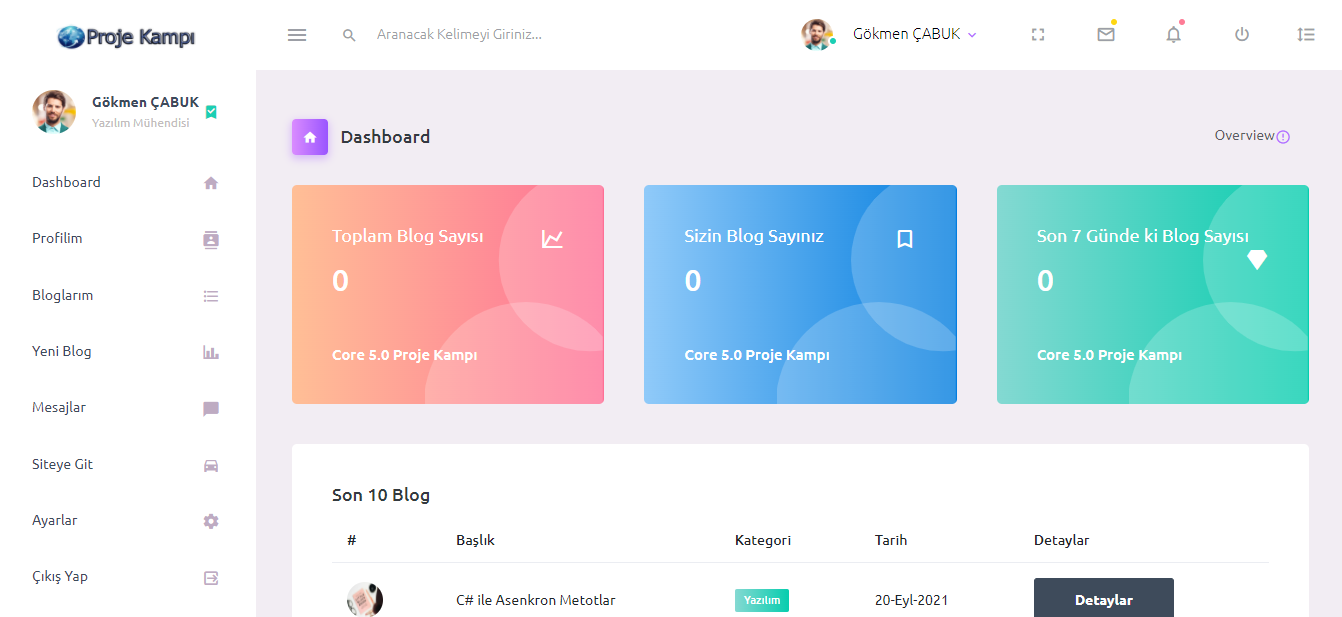 Proje Kampı
Aranacak Kelimeyi Giriniz...
Gökmen ÇABUK
Gökmen ÇABUK
Yazılım Mühendisi
Dashboard
Profilim
Bloglarım
Yeni Blog
Mesajlar
Siteye Git
Ayarlar
Çıkış Yap
Dashboard
Overview
Toplam Blog Sayısı
0
Core 5.0 Proje Kampı
Sizin Blog Sayınız
0
Core 5.0 Proje Kampı
Son 7 Günde ki Blog Sayısı
0
Core 5.0 Proje Kampı
Son 10 Blog
# Başlık Kategori Tarih Detaylar
C# ile Asenkron Metotlar Yazılım 20-Eyl-2021 Detaylar